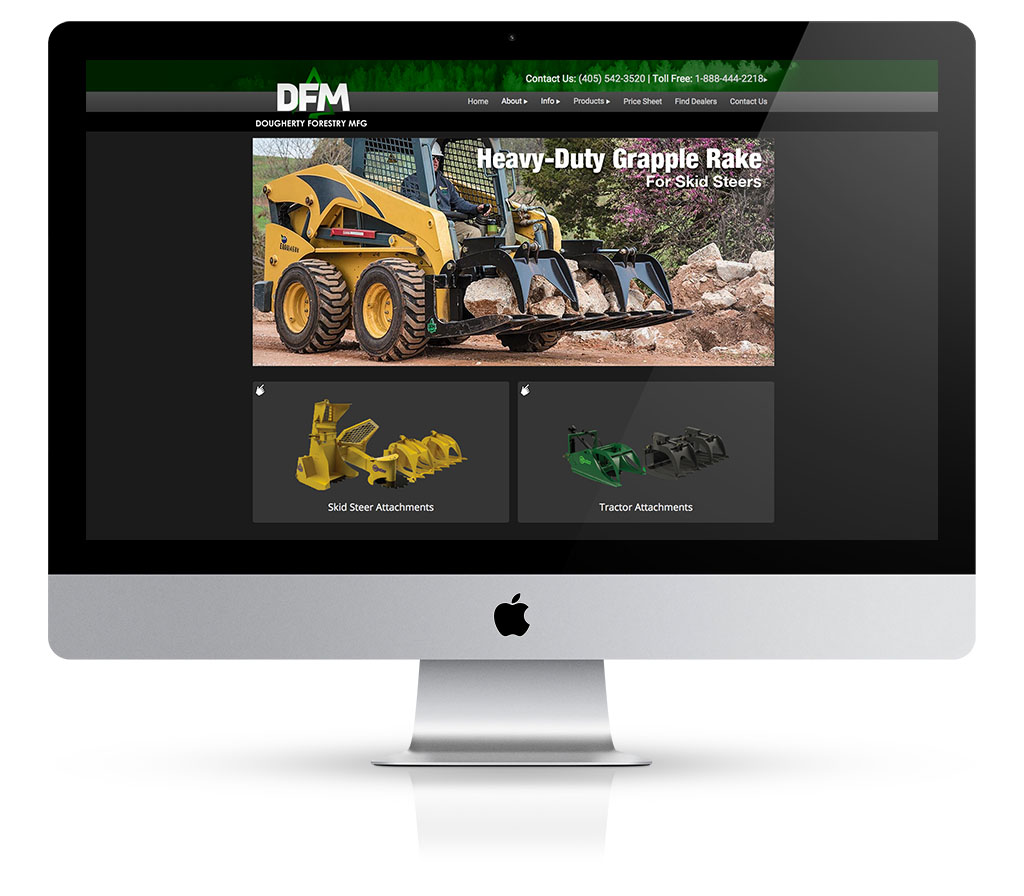 Contact Us: (405) 542-3520 | Toll Free: 1-888-444-2218
DFM
DOUGHERTY FORESTRY MFG
Home About Info Products Price Sheet Find Dealers Contact Us
Heavy-Duty Grapple Rake
For Skid Steers
Skid Steer Attachments
Tractor Attachments